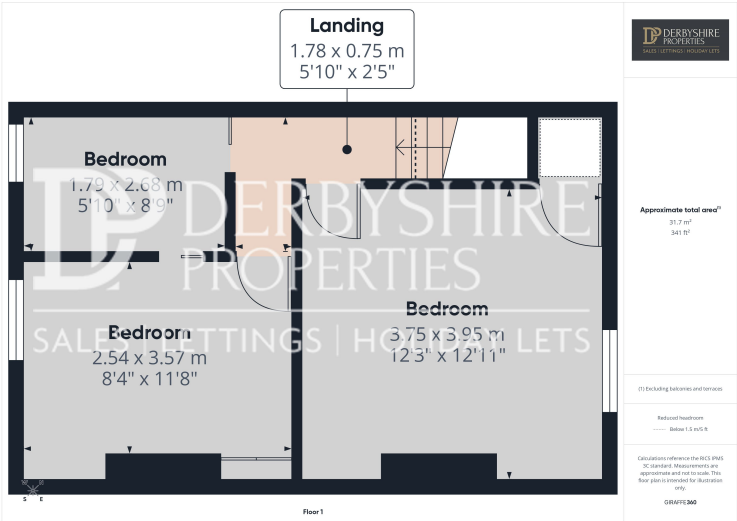 Landing
1.78 x 0.75 m
5'10" x 2'5"
Bedroom
1.79 x 2.68 m
5'10" x 8'9"
DERBYSHIRE
PROPERTIES
SALES | LETTINGS | HOLIDAY LETS
Bedroom
2.54 x 3.57 m
8'4" x 11'8"
Bedroom
3.75 x 3.95 m
12'3" x 12'11"
S E
Floor 1
DERBYSHIRE
PROPERTIES
SALES | LETTINGS | HOLIDAY LETS
Approximate total area(1)
31.7 m²
341 ft²
(1) Excluding balconies and terraces
Reduced headroom
Below 1.5 m/5 ft
Calculations reference the RICS IPMS
3C standard. Measurements are
approximate and not to scale. This
floor plan is intended for illustration
only.
GIRAFFE360